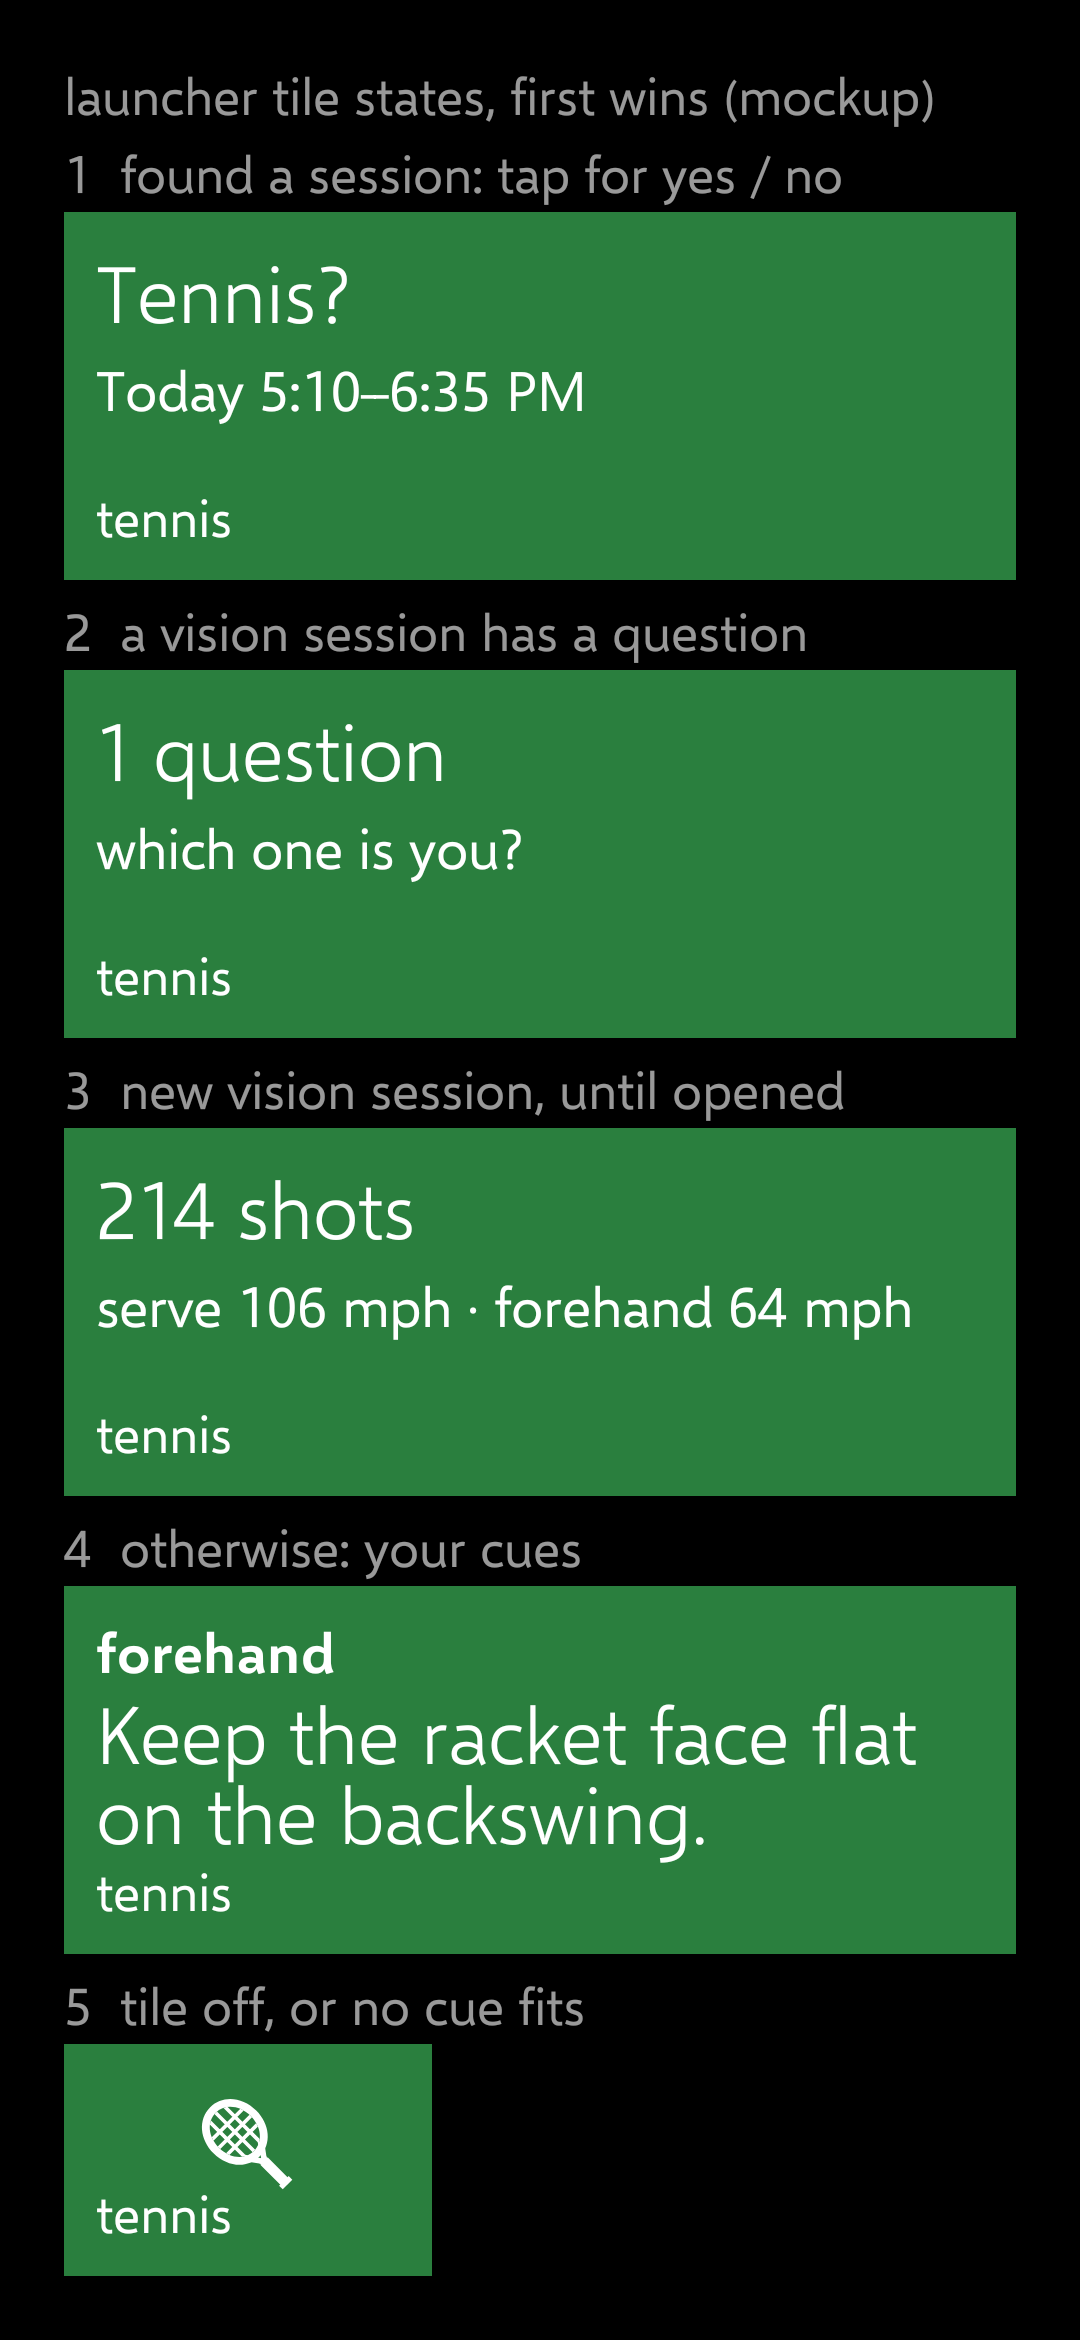 launcher tile states, first wins (mockup)
1 found a session: tap for yes / no
Tennis?
Today 5:10–6:35 PM
tennis
2 a vision session has a question
1 question
which one is you?
tennis
3 new vision session, until opened
214 shots
serve 106 mph · forehand 64 mph
tennis
4 otherwise: your cues
forehand
Keep the racket face flat
on the backswing.
tennis
5 tile off, or no cue fits
tennis